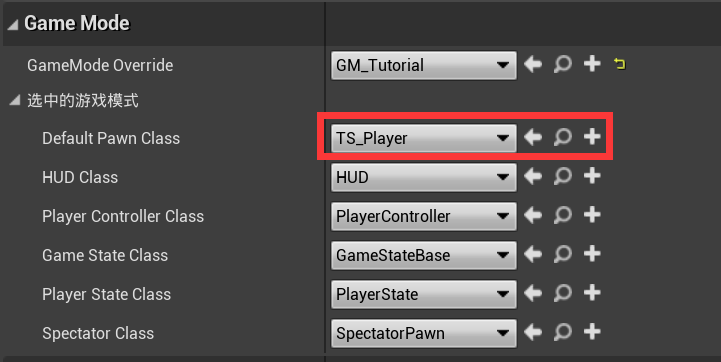 Game Mode
GameMode Override GM_Tutorial
选中的游戏模式
Default Pawn Class TS_Player
HUD Class HUD
Player Controller Class PlayerController
Game State Class GameStateBase
Player State Class PlayerState
Spectator Class SpectatorPawn